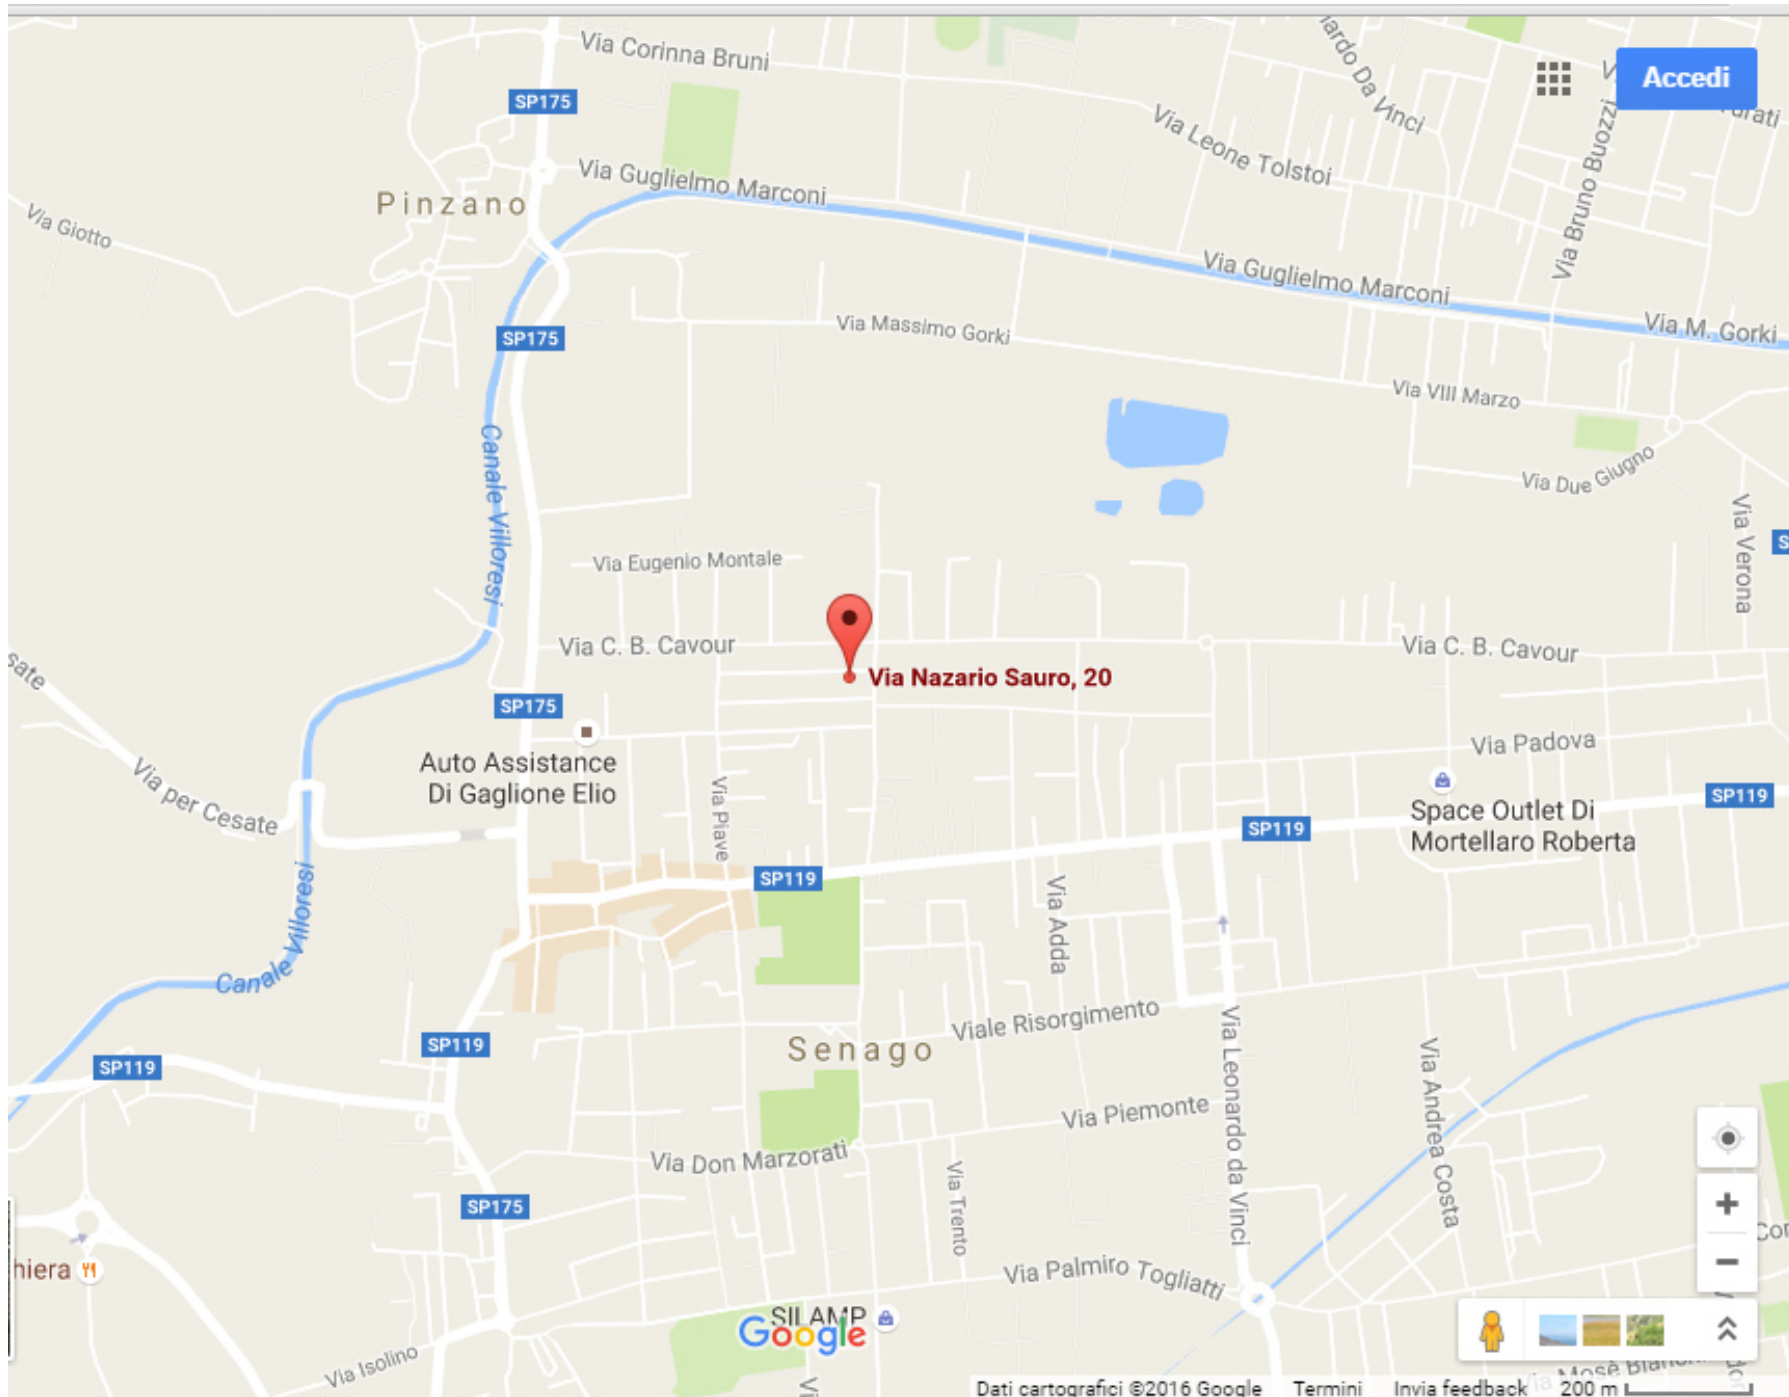 Via Corinna Bruni
Accedi
SP175
Via Leone Tolstoi
Via Bruno Buozzi
Via Guglielmo Marconi
Pinzano
Via Giotto
Via Guglielmo Marconi
SP175
Via Massimo Gorki
Via M. Gorki
Via VIII Marzo
Via Due Giugno
Canale Villoresi
Via Verona
Via Eugenio Montale
Via C. B. Cavour
Via C. B. Cavour
Via Nazario Sauro, 20
SP175
Via Padova
Auto Assistance
Di Gaglione Elio
Via per Cesate
Via Piave
Space Outlet Di
Mortellaro Roberta
SP119
SP119
SP119
Via Adda
Canale Villoresi
Viale Risorgimento
Senago
SP119
SP119
Via Leonardo da Vinci
Via Andrea Costa
Via Piemonte
Via Don Marzorati
Via Trento
SP175
hiera
Via Palmiro Togliatti
SILAMP
Google
Via Isolino
Dati cartografici ©2016 Google Termini Invia feedback 200 m